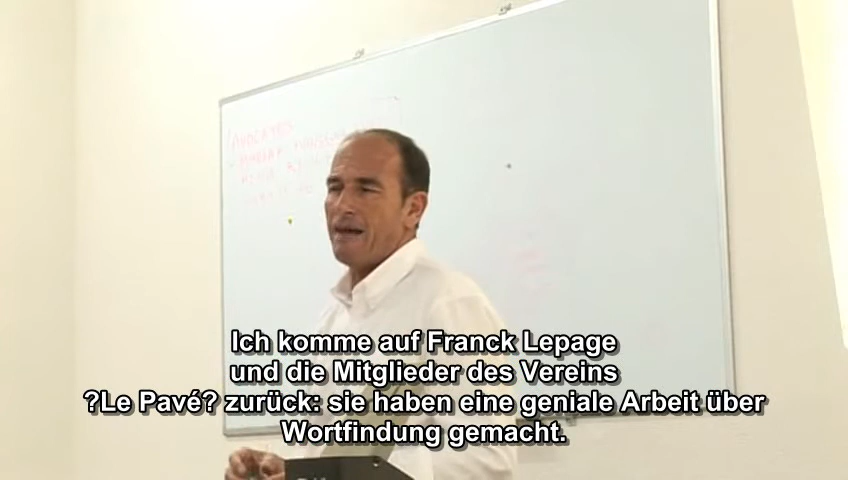 AVOCATES
Ich komme auf Franck Lepage
und die Mitglieder des Vereins
?Le Pavé? zurück: sie haben eine geniale Arbeit über
Wortfindung gemacht.